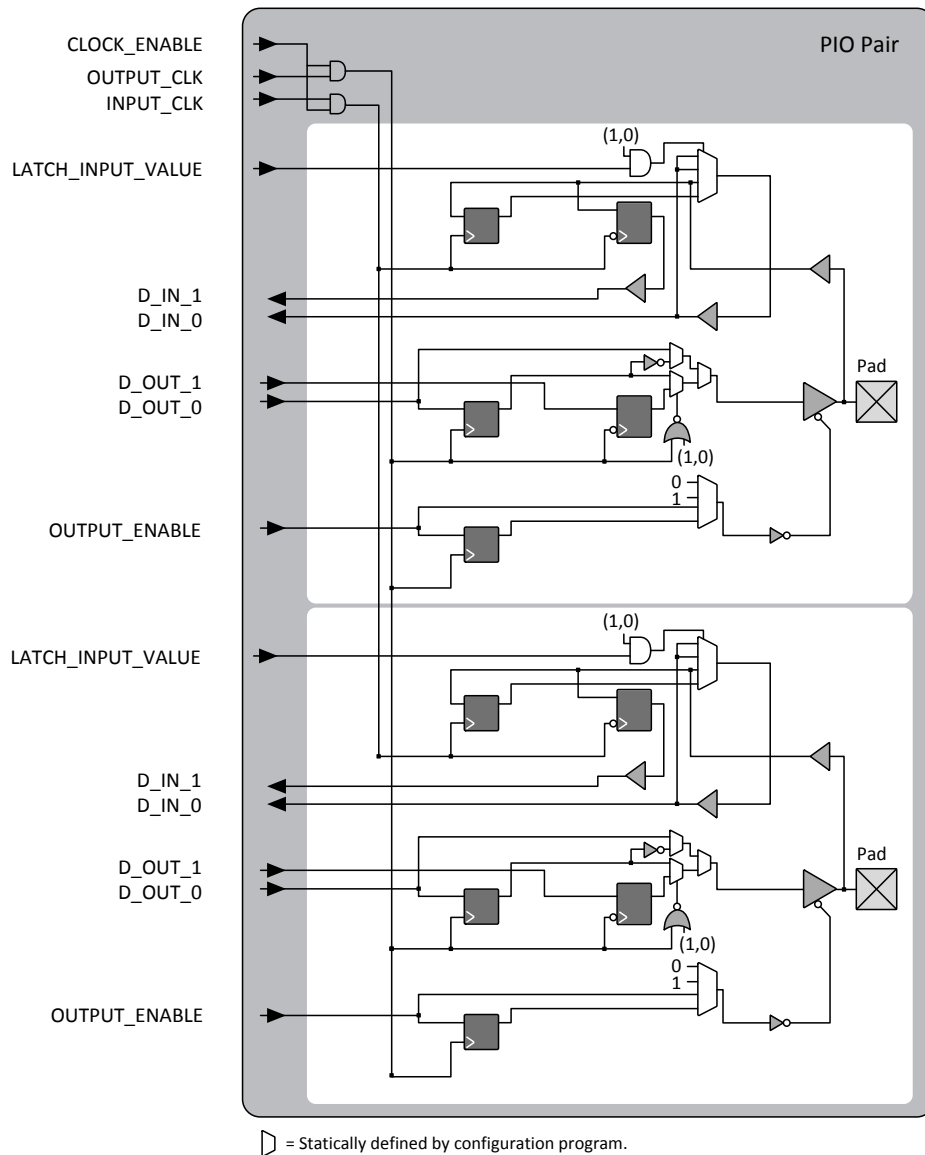 CLOCK_ENABLE
PIO Pair
OUTPUT_CLK
INPUT_CLK
(1,0)
LATCH_INPUT_VALUE
D_IN_1
D_IN_0
Pad
D_OUT_1
D_OUT_0
(1,0)
0
1
OUTPUT_ENABLE
(1,0)
LATCH_INPUT_VALUE
D_IN_1
D_IN_0
Pad
D_OUT_1
D_OUT_0
(1,0)
0
1
OUTPUT_ENABLE
= Statically defined by configuration program.